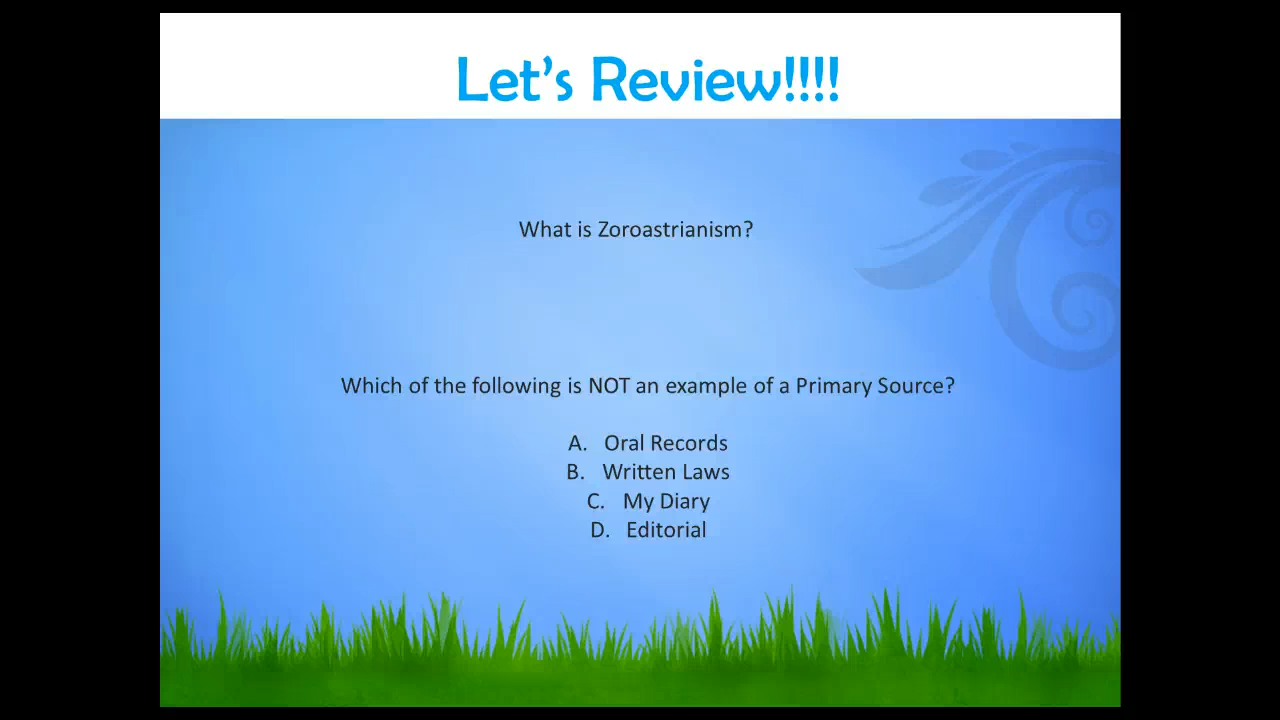 Let’s Review!!!!
What is Zoroastrianism?
Which of the following is NOT an example of a Primary Source?
A. Oral Records
B. Written Laws
C. My Diary
D. Editorial